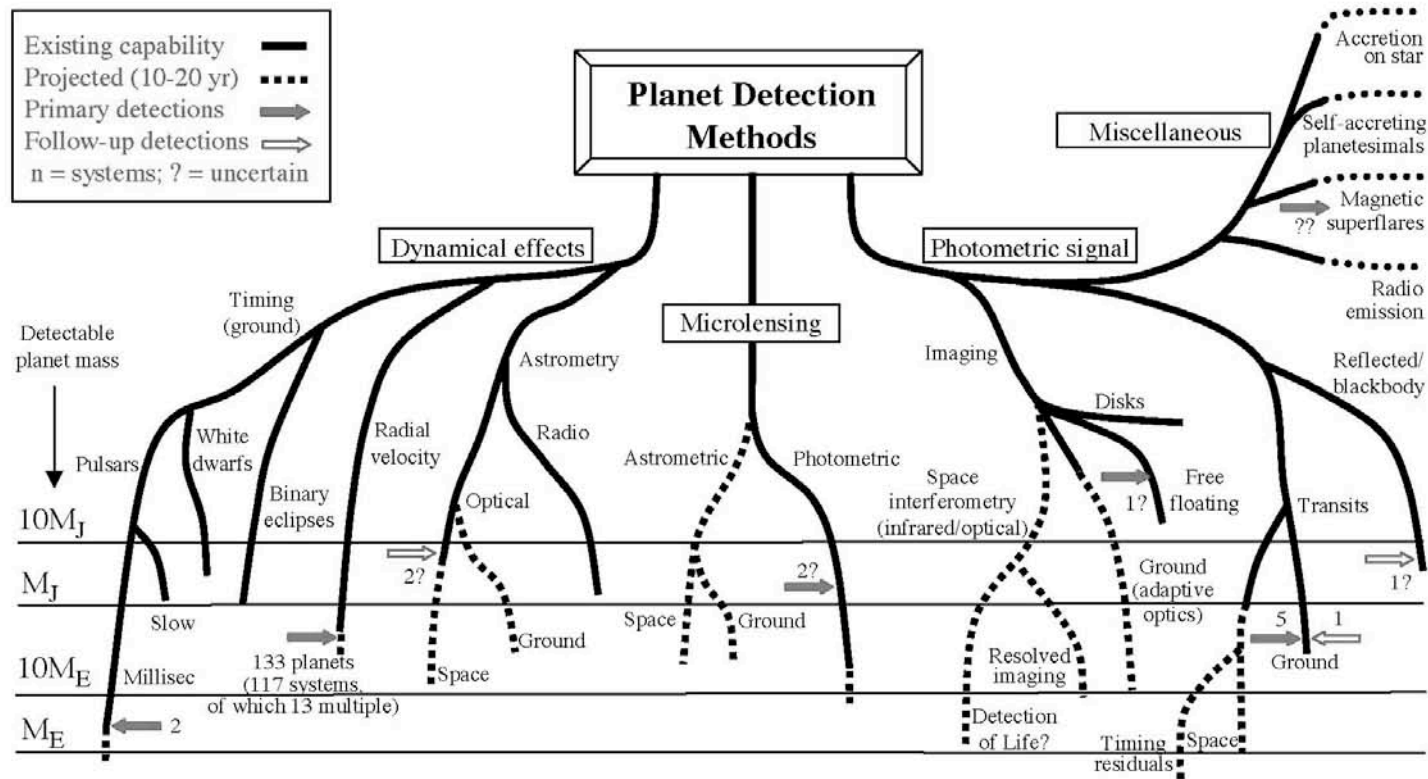 Existing capability
Projected (10-20 yr)
Primary detections
Follow-up detections
n = systems; ? = uncertain
Planet Detection
Methods
Miscellaneous
Accretion
on star
Self-accreting
planetesimals
Magnetic
superflares
??
Radio
emission
Dynamical effects
Photometric signal
Timing
(ground)
Microlensing
Detectable
planet mass
Astrometry
Imaging
Reflected/
blackbody
Disks
White
dwarfs
Radial
velocity
Radio
Pulsars
Astrometric
Photometric
Binary
eclipses
Optical
Space
interferometry
(infrared/optical)
1?
Free
floating
Transits
10MJ
2?
2?
1?
MJ
Ground
(adaptive
optics)
Slow
Ground
Space
Ground
5
1
Ground
10ME
Millisec
133 planets
(117 systems,
of which 13 multiple)
Space
Resolved
imaging
ME
2
Detection
of Life?
Timing
residuals
Space